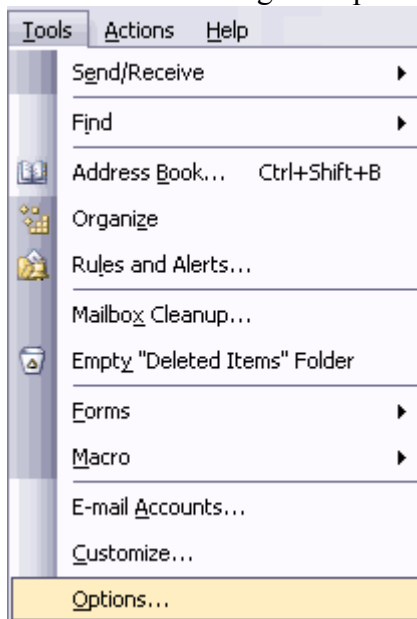 Tools Actions Help
Send/Receive
Find
Address Book... Ctrl+Shift+B
Organize
Rules and Alerts...
Mailbox Cleanup...
Empty "Deleted Items" Folder
Forms
Macro
E-mail Accounts...
Customize...
Options...